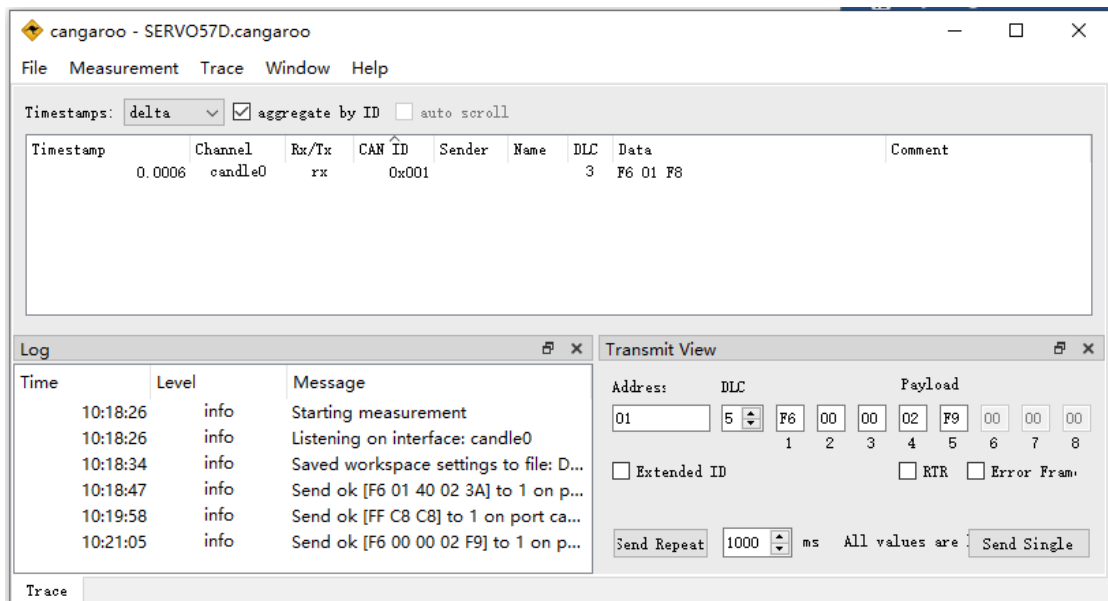 cangaroo - SERVO57D.cangaroo
File Measurement Trace Window Help
Timestamps: delta aggregate by ID auto scroll
Timestamp Channel Rx/Tx CAN ID Sender Name DLC Data Comment
0.0006 candle0 rx 0x001 3 F6 01 F8
Log
Time Level Message
10:18:26 info Starting measurement
10:18:26 info Listening on interface: candle0
10:18:34 info Saved workspace settings to file: D...
10:18:47 info Send ok [F6 01 40 02 3A] to 1 on p...
10:19:58 info Send ok [FF C8 C8] to 1 on port ca...
10:21:05 info Send ok [F6 00 00 02 F9] to 1 on p...
Transmit View
Address: DLC Payload
01 5 F6 00 00 02 F9 00 00 00
1 2 3 4 5 6 7 8
Extended ID RTR Error Fram
Send Repeat 1000 ms All values are Send Single
Trace